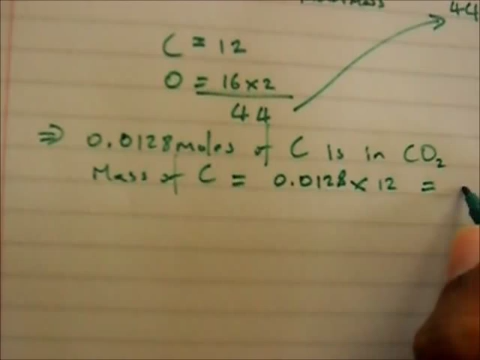 44
C = 12
O = 16×2
44
⇒ 0.0128 moles of C is in CO₂
Mass of C = 0.0128 × 12 =